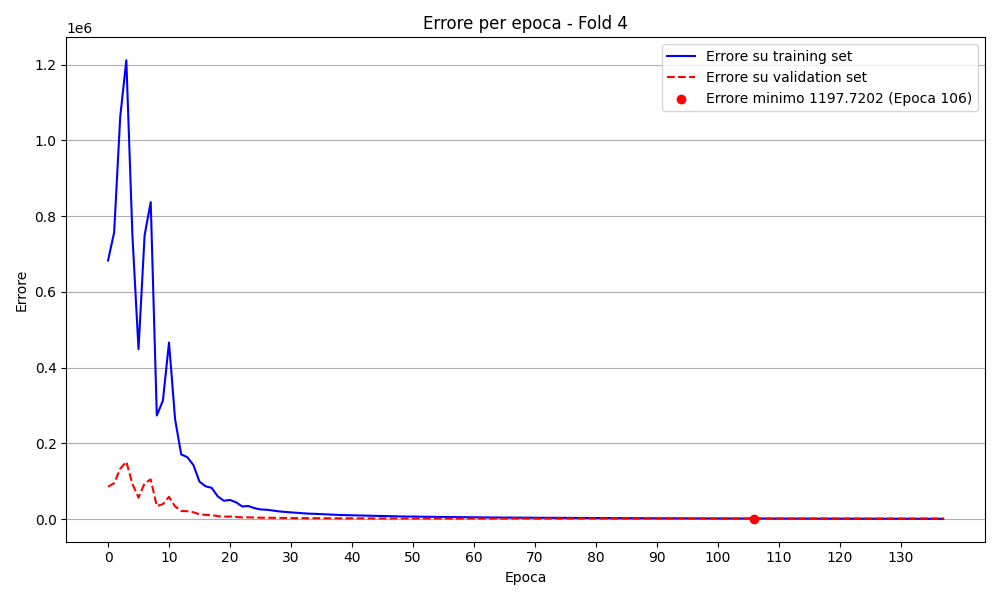 Errore per epoca - Fold 4
1e6
Errore su training set
Errore su validation set
Errore minimo 1197.7202 (Epoca 106)
1.2
1.0
0.8
0.6
0.4
0.2
0.0
Errore
0 10 20 30 40 50 60 70 80 90 100 110 120 130
Epoca